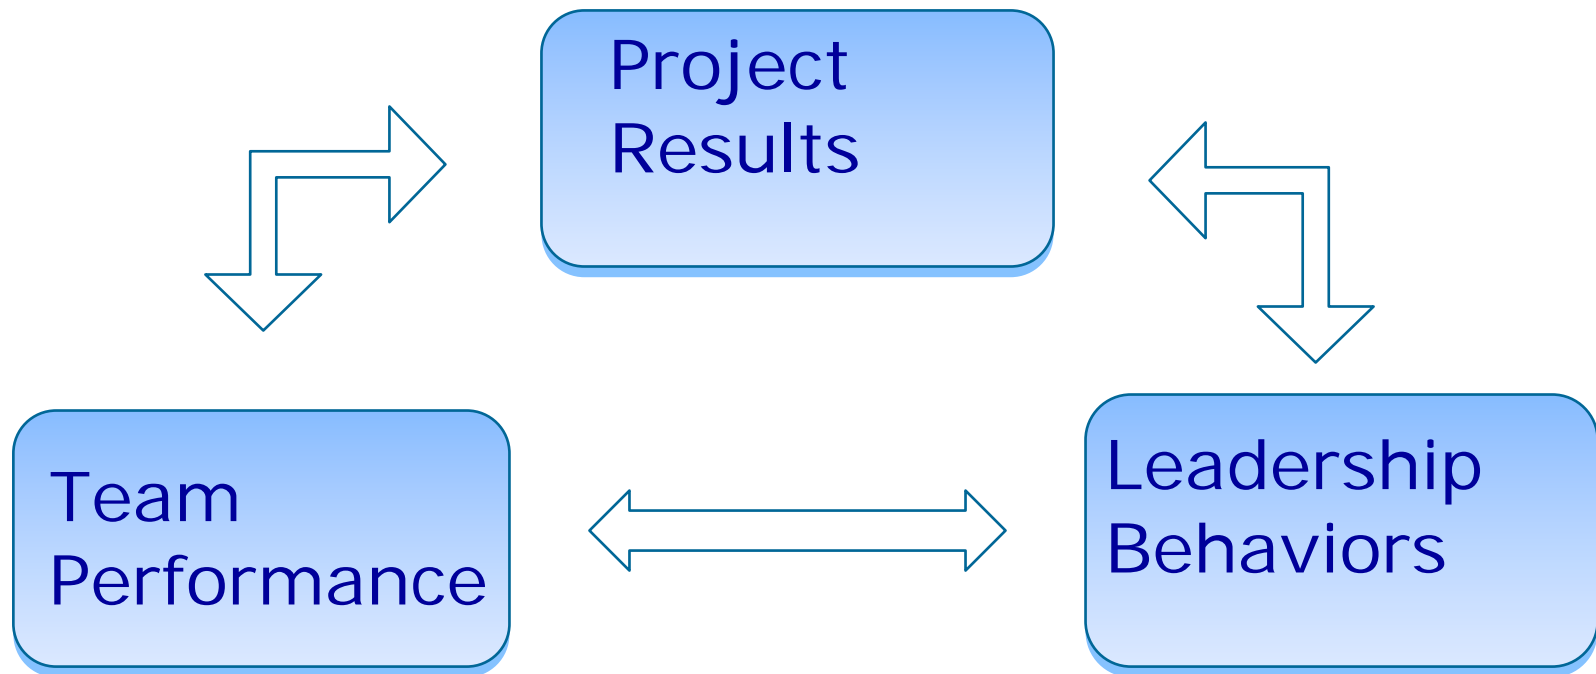 Project
Results
Team
Performance
Leadership
Behaviors